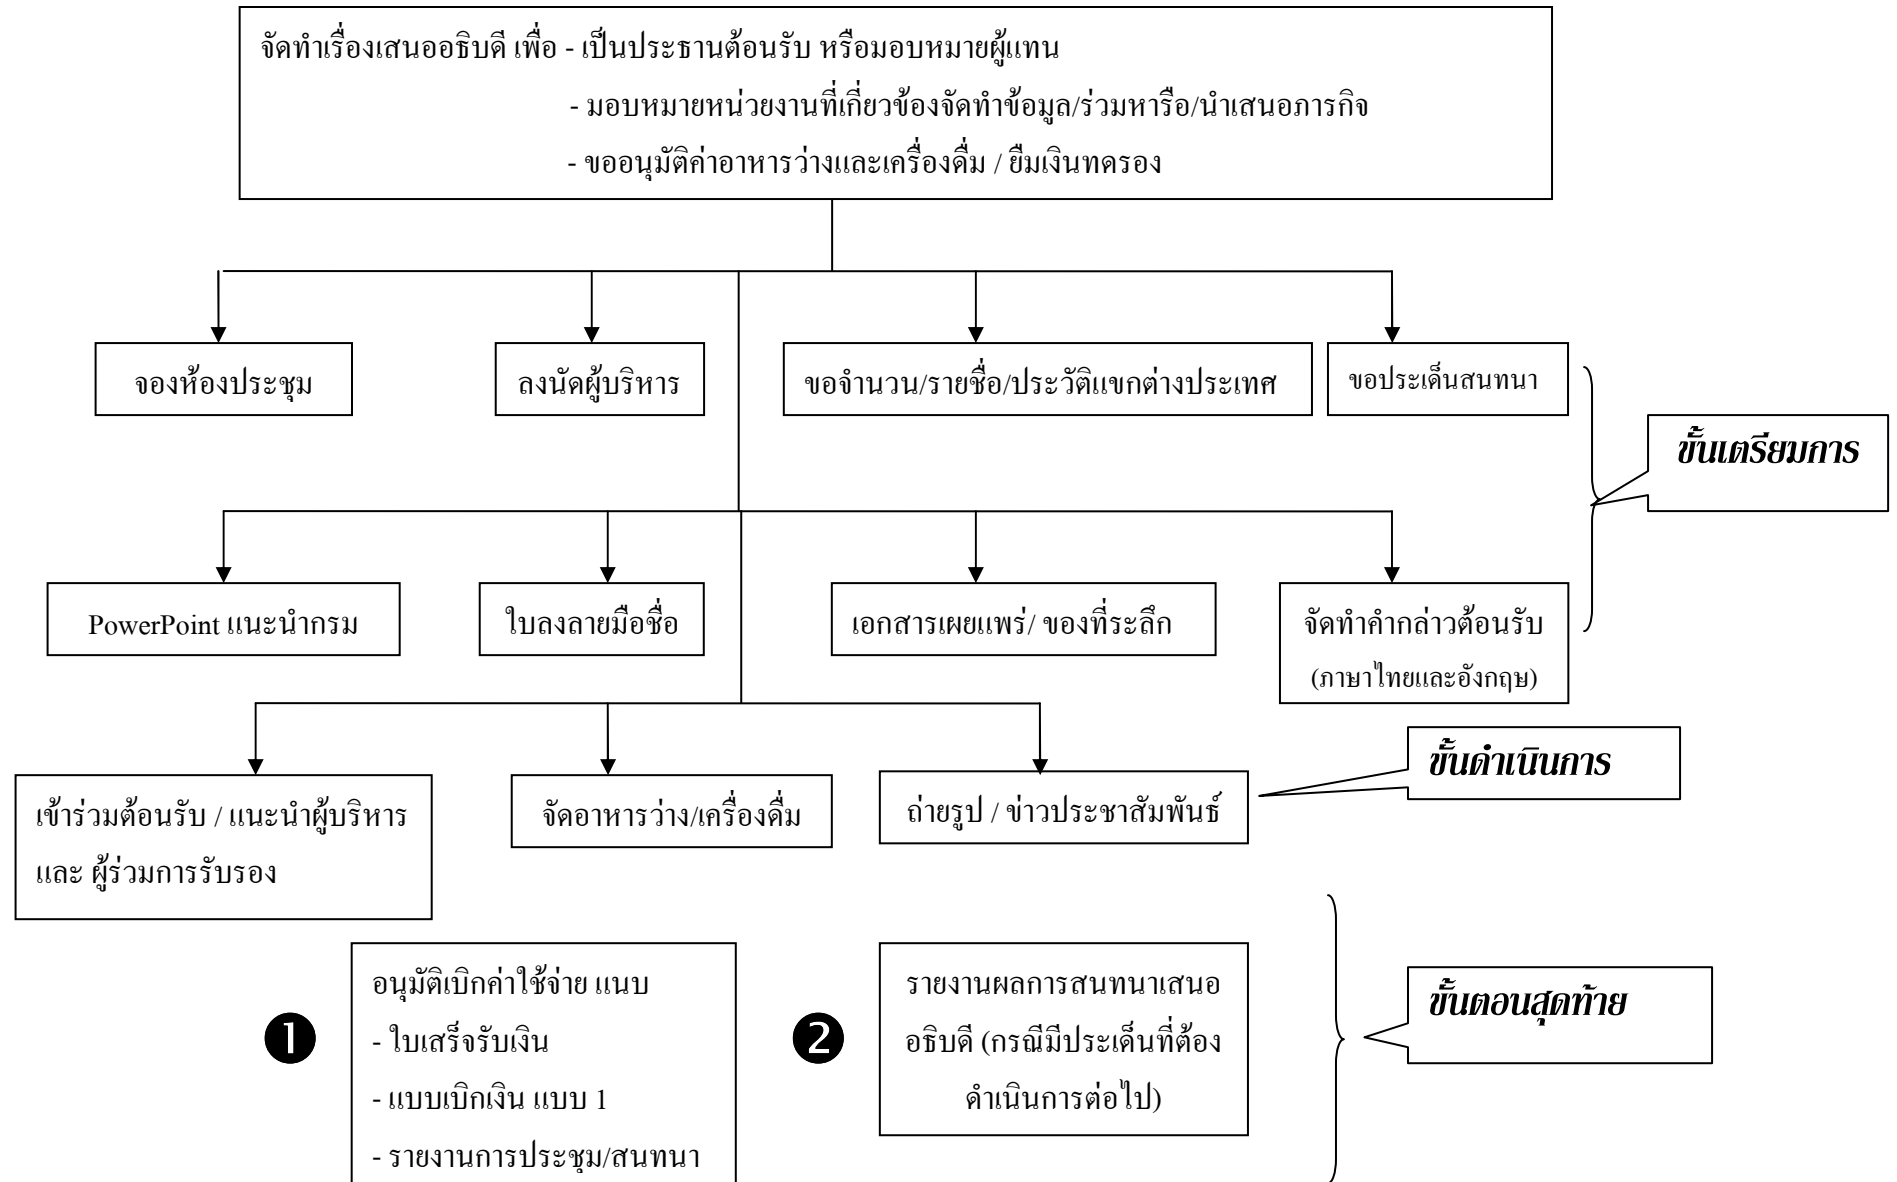 จัดทำเรื่องเสนออธิบดี เพื่อ - เป็นประธานต้อนรับ หรือมอบหมายผู้แทน
- มอบหมายหน่วยงานที่เกี่ยวข้องจัดทำข้อมูล/ร่วมหารือ/นำเสนอภารกิจ
- ขออนุมัติค่าอาหารว่างและเครื่องดื่ม / ยืมเงินทดรอง
จองห้องประชุม
ลงนัดผู้บริหาร
ขอจำนวน/รายชื่อ/ประวัติแขกต่างประเทศ
ขอประเด็นสนทนา
ขั้นเตรียมการ
PowerPoint แนะนำกรม
ใบลงลายมือชื่อ
เอกสารเผยแพร่/ ของที่ระลึก
จัดทำคำกล่าวต้อนรับ
(ภาษาไทยและอังกฤษ)
ขั้นดำเนินการ
เข้าร่วมต้อนรับ / แนะนำผู้บริหาร
และ ผู้ร่วมการรับรอง
จัดอาหารว่าง/เครื่องดื่ม
ถ่ายรูป / ข่าวประชาสัมพันธ์
❶
อนุมัติเบิกค่าใช้จ่าย แนบ
- ใบเสร็จรับเงิน
- แบบเบิกเงิน แบบ 1
- รายงานการประชุม/สนทนา
❷
รายงานผลการสนทนาเสนอ
อธิบดี (กรณีมีประเด็นที่ต้อง
ดำเนินการต่อไป)
ขั้นตอนสุดท้าย